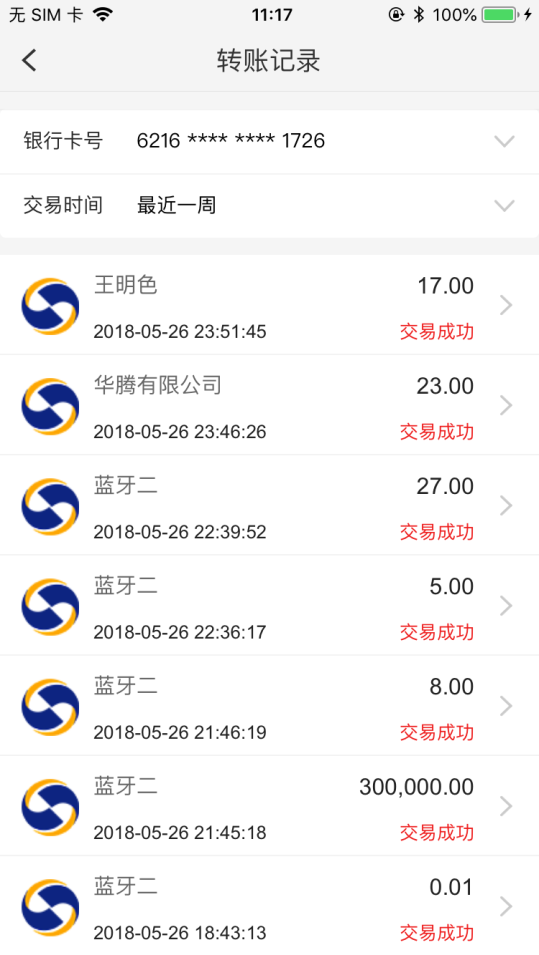 无 SIM 卡 11:17 100%
转账记录
银行卡号 6216 **** **** 1726
交易时间 最近一周
王明色 17.00
2018-05-26 23:51:45 交易成功
华腾有限公司 23.00
2018-05-26 23:46:26 交易成功
蓝牙二 27.00
2018-05-26 22:39:52 交易成功
蓝牙二 5.00
2018-05-26 22:36:17 交易成功
蓝牙二 8.00
2018-05-26 21:46:19 交易成功
蓝牙二 300,000.00
2018-05-26 21:45:18 交易成功
蓝牙二 0.01
2018-05-26 18:43:13 交易成功